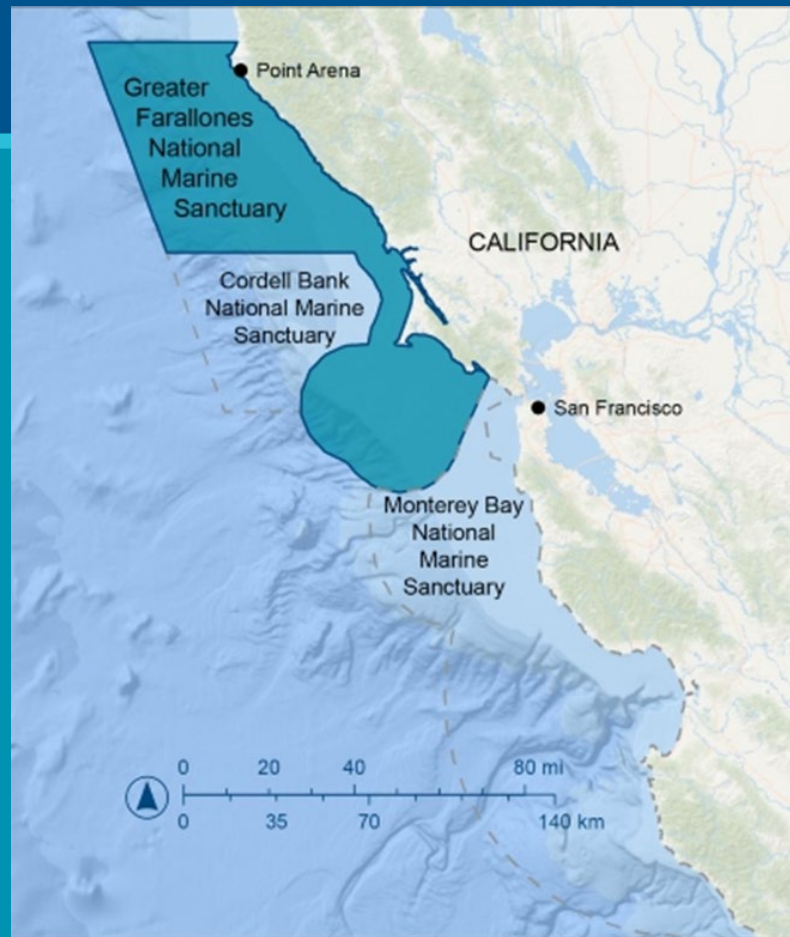 Point Arena
Greater
Farallones
National
Marine
Sanctuary
CALIFORNIA
Cordell Bank
National Marine
Sanctuary
San Francisco
Monterey Bay
National
Marine
Sanctuary
0 20 40 80 mi
0 35 70 140 km